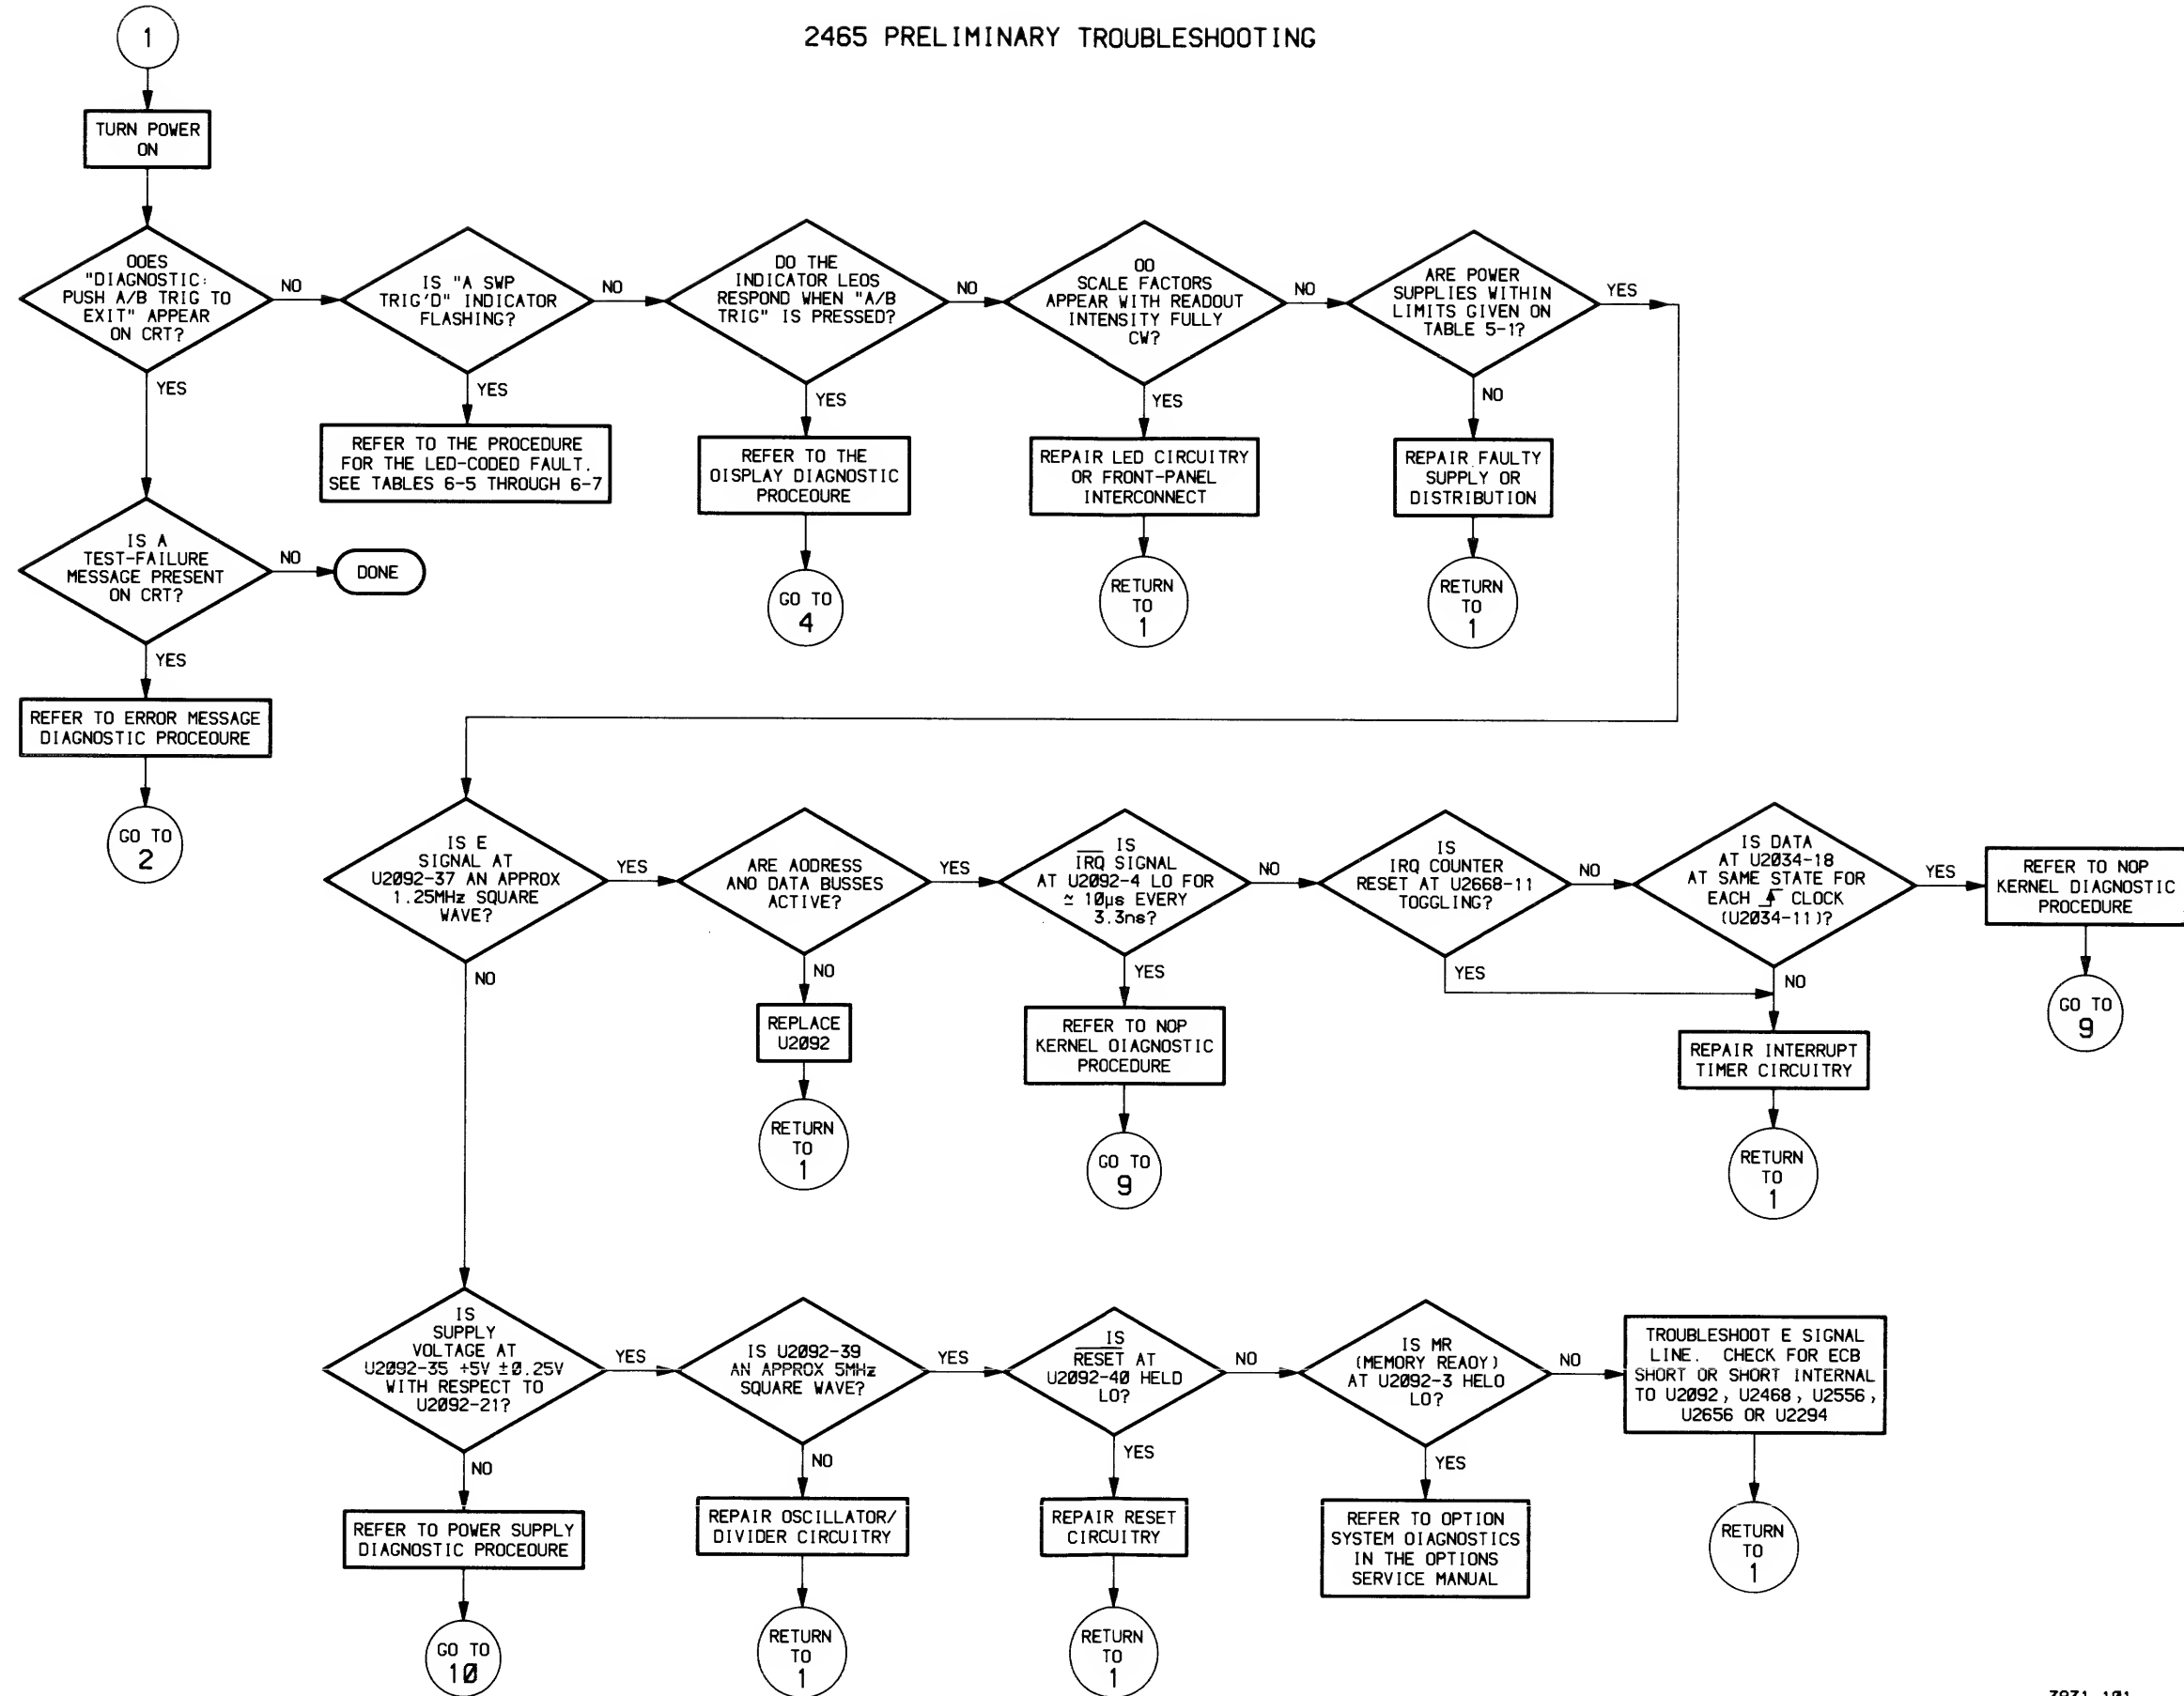 2465 PRELIMINARY TROUBLESHOOTING
1
TURN POWER
ON
OOES
"DIAGNOSTIC:
PUSH A/B TRIG TO
EXIT" APPEAR
ON CRT?
NO
YES
IS "A SWP
TRIG'D" INDICATOR
FLASHING?
NO
YES
DO THE
INDICATOR LEOS
RESPOND WHEN "A/B
TRIG" IS PRESSED?
NO
YES
OO
SCALE FACTORS
APPEAR WITH READOUT
INTENSITY FULLY
CW?
NO
YES
ARE POWER
SUPPLIES WITHIN
LIMITS GIVEN ON
TABLE 5-1?
YES
NO
REFER TO THE PROCEDURE
FOR THE LED-CODED FAULT.
SEE TABLES 6-5 THROUGH 6-7
REFER TO THE
OISPLAY DIAGNOSTIC
PROCEOURE
GO TO
4
REPAIR LED CIRCUITRY
OR FRONT-PANEL
INTERCONNECT
RETURN
TO
1
REPAIR FAULTY
SUPPLY OR
DISTRIBUTION
RETURN
TO
1
IS A
TEST-FAILURE
MESSAGE PRESENT
ON CRT?
NO
DONE
YES
REFER TO ERROR MESSAGE
DIAGNOSTIC PROCEOURE
GO TO
2
IS E
SIGNAL AT
U2092-37 AN APPROX
1.25MHz SQUARE
WAVE?
YES
NO
ARE AODRESS
ANO DATA BUSSES
ACTIVE?
YES
NO
REPLACE
U2092
RETURN
TO
1
IS
IRQ SIGNAL
AT U2092-4 LO FOR
≃ 10µs EVERY
3.3ns?
NO
YES
REFER TO NOP
KERNEL OIAGNOSTIC
PROCEDURE
GO TO
9
IS
IRQ COUNTER
RESET AT U2668-11
TOGGLING?
NO
YES
IS DATA
AT U2034-18
AT SAME STATE FOR
EACH CLOCK
(U2034-11)?
YES
NO
REFER TO NOP
KERNEL DIAGNOSTIC
PROCEDURE
GO TO
9
REPAIR INTERRUPT
TIMER CIRCUITRY
RETURN
TO
1
IS
SUPPLY
VOLTAGE AT
U2092-35 +5V ±0.25V
WITH RESPECT TO
U2092-21?
YES
NO
REFER TO POWER SUPPLY
DIAGNOSTIC PROCEOURE
GO TO
10
IS U2092-39
AN APPROX 5MHz
SQUARE WAVE?
YES
NO
REPAIR OSCILLATOR/
DIVIDER CIRCUITRY
RETURN
TO
1
IS
RESET AT
U2092-40 HELD
LO?
NO
YES
REPAIR RESET
CIRCUITRY
RETURN
TO
1
IS MR
(MEMORY REAOY)
AT U2092-3 HELO
LO?
NO
YES
REFER TO OPTION
SYSTEM OIAGNOSTICS
IN THE OPTIONS
SERVICE MANUAL
TROUBLESHOOT E SIGNAL
LINE. CHECK FOR ECB
SHORT OR SHORT INTERNAL
TO U2092, U2468, U2556,
U2656 OR U2294
RETURN
TO
1